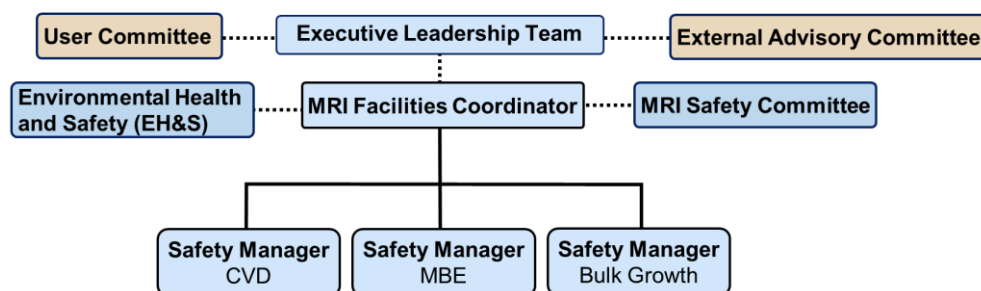 User Committee
Executive Leadership Team
External Advisory Committee
Environmental Health
and Safety (EH&S)
MRI Facilities Coordinator
MRI Safety Committee
Safety Manager
CVD
Safety Manager
MBE
Safety Manager
Bulk Growth